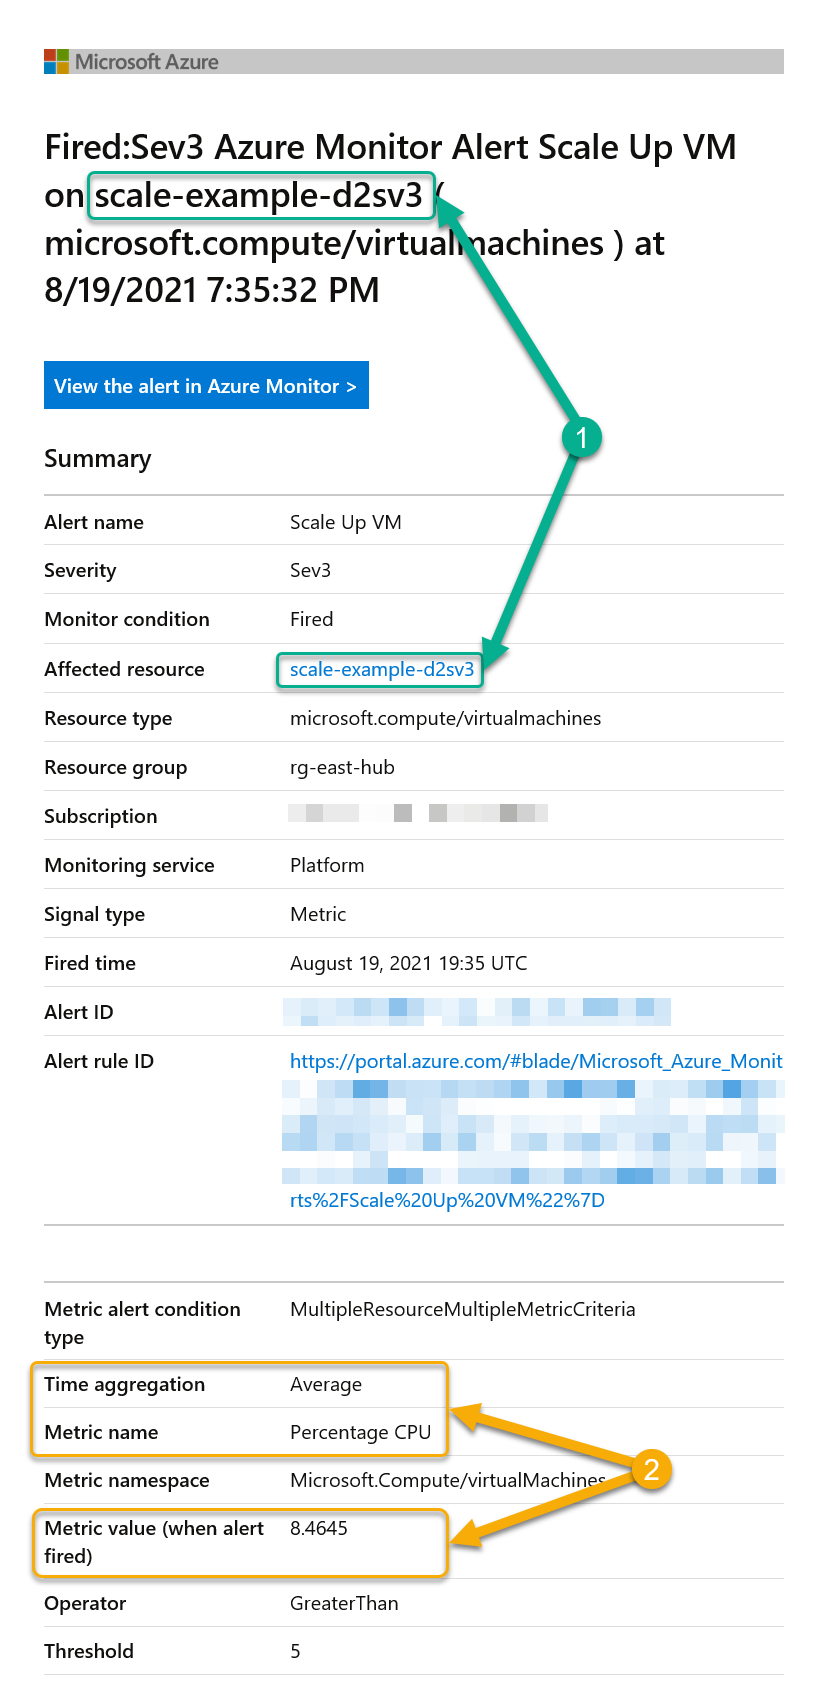 Microsoft Azure
Fired:Sev3 Azure Monitor Alert Scale Up VM
on scale-example-d2sv3 (
microsoft.compute/virtualmachines ) at
8/19/2021 7:35:32 PM
View the alert in Azure Monitor >
1
Summary
Alert name Scale Up VM
Severity Sev3
Monitor condition Fired
Affected resource scale-example-d2sv3
Resource type microsoft.compute/virtualmachines
Resource group rg-east-hub
Subscription
Monitoring service Platform
Signal type Metric
Fired time August 19, 2021 19:35 UTC
Alert ID
Alert rule ID https://portal.azure.com/#blade/Microsoft_Azure_Monit
rts%2FScale%20Up%20VM%22%7D
Metric alert condition MultipleResourceMultipleMetricCriteria
type
Time aggregation Average
Metric name Percentage CPU
2
Metric namespace Microsoft.Compute/virtualMachines
Metric value (when alert 8.4645
fired)
Operator GreaterThan
Threshold 5